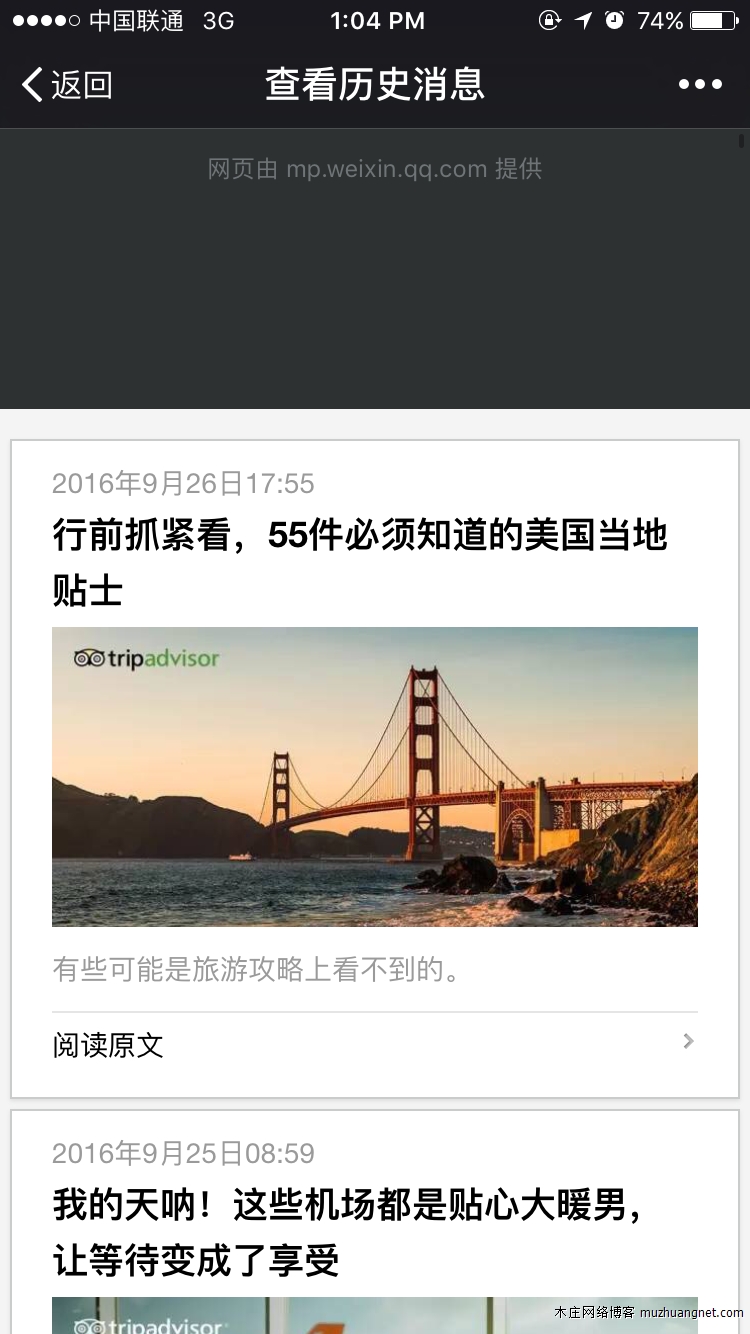 中国联通 3G 1:04 PM 74%
返回 查看历史消息
网页由 mp.weixin.qq.com 提供
2016年9月26日17:55
行前抓紧看，55件必须知道的美国当地
贴士
tripadvisor
有些可能是旅游攻略上看不到的。
阅读原文
2016年9月25日08:59
我的天呐！这些机场都是贴心大暖男，
让等待变成了享受
tripadvisor
木庄网络博客 muzhuangnet.com